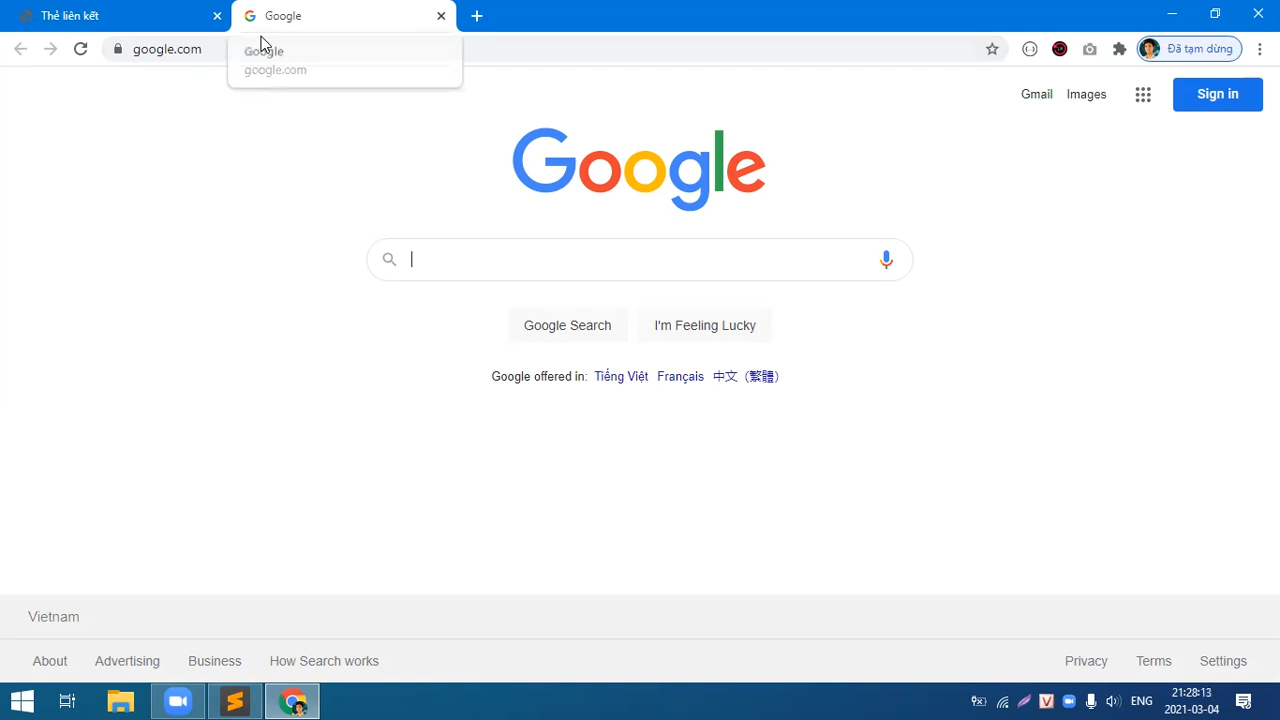 Thẻ liên kết
Google
google.com
Google
google.com
Đã tạm dừng
Gmail
Images
Sign in
Google
Google Search
I'm Feeling Lucky
Google offered in: Tiếng Việt Français 中文（繁體）
Vietnam
About
Advertising
Business
How Search works
Privacy
Terms
Settings
ENG
21:28:13
2021-03-04